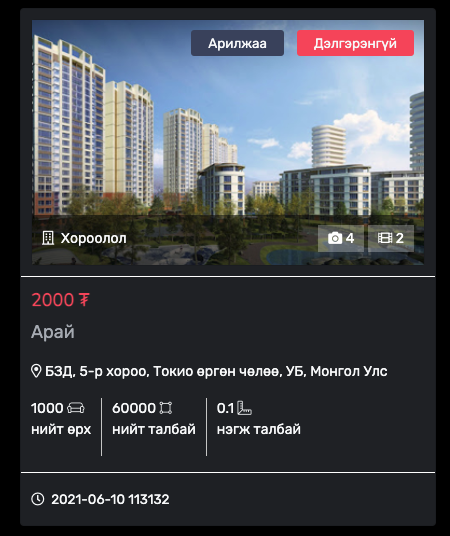 Арилжаа Дэлгэрэнгүй
Хороолол 4 2
2000 ₮
Арай
БЗД, 5-р хороо, Токио өргөн чөлөө, УБ, Монгол Улс
1000 60000 0.1
нийт өрх нийт талбай нэгж талбай
2021-06-10 113132